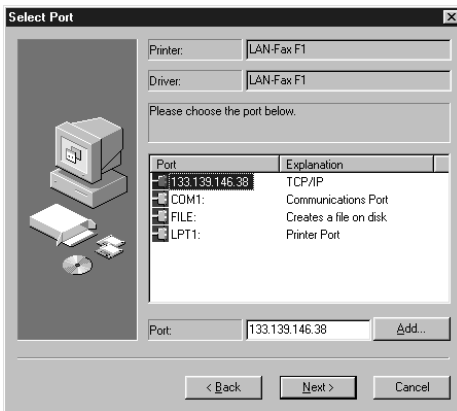 Select Port
Printer: LAN-Fax F1
Driver: LAN-Fax F1
Please choose the port below.
Port Explanation
133.139.146.38 TCP/IP
COM1: Communications Port
FILE: Creates a file on disk
LPT1: Printer Port
Port: 133.139.146.38 Add...
< Back Next > Cancel